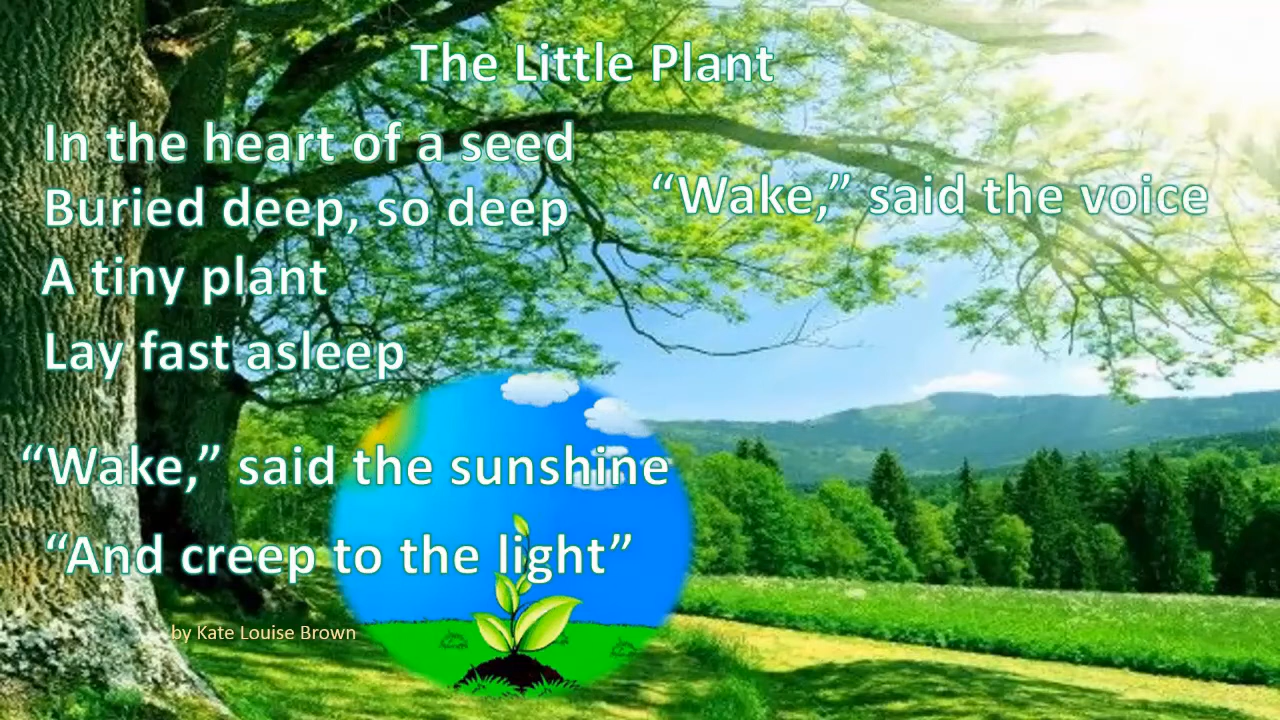 The Little Plant
In the heart of a seed
Buried deep, so deep
A tiny plant
Lay fast asleep
“Wake,” said the sunshine
“And creep to the light”
“Wake,” said the voice
by Kate Louise Brown